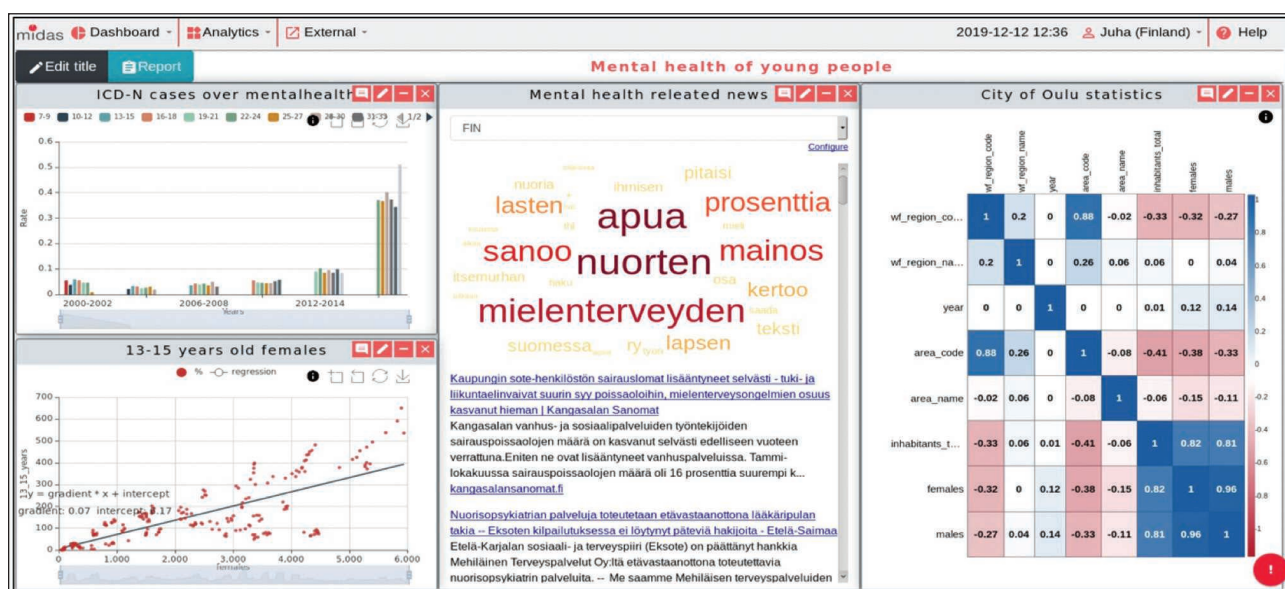 midas Dashboard Analytics External 2019-12-12 12:36 Juha (Finland) Help
Edit title Report Mental health of young people
ICD-N cases over mentalhealth
7-9 10-12 13-15 16-18 19-21 22-24 25-27 28-30 31-33 1/2
0.6
0.5
0.4
0.3
0.2
0.1
0
Rate
2000-2002 2006-2008 2012-2014
Years
13-15 years old females
% regression
700
600
500
400
300
200
100
0
13_15_years
y = gradient * x + intercept
gradient: 0.07 intercept: 8.17
0 1.000 2.000 3.000 4.000 5.000 6.000
females
Mental health releated news
FIN
Configure
pitaisi
nuoria ihmisen
lasten apua prosenttia
sanoo nuorten mainos
itsemurhan osa kertoo
mielenterveyden
saada
teksti
suomessa ry lapsen
Kaupungin sote-henkilöstön sairauslomat lisääntyneet selvästi - tuki- ja
liikuntaelinvaivat suurin syy poissaoloihin, mielenterveysongelmien osuus
kasvanut hieman | Kangasalan Sanomat
Kangasalan vanhus- ja sosiaalipalveluiden työntekijöiden
sairauspoissaolojen määrä on kasvanut selvästi edelliseen vuoteen
verrattuna.Eniten ne ovat lisääntyneet vanhuspalveluissa. Tammi-
lokakuussa sairauspoissaolojen määrä oli 16 prosenttia suurempi k...
kangasalansanomat.fi
Nuorisopsykiatrian palveluja toteutetaan etävastaanottona lääkäripulan
takia -- Eksoten kilpailutuksessa ei löytynyt päteviä hakijoita - Etelä-Saimaa
Etelä-Karjalan sosiaali- ja terveyspiiri (Eksote) on päättänyt hankkia
Mehiläinen Terveyspalvelut Oy:ltä etävastaanottona toteutettavia
nuorisopsykiatrin palveluita. -- Me saamme Mehiläisen terveyspalveluiden
City of Oulu statistics
wf_region_code wf_region_name year area_code area_name inhabitants_total females males
wf_region_co... 1 0.2 0 0.88 -0.02 -0.33 -0.32 -0.27
wf_region_na... 0.2 1 0 0.26 0.06 0.06 0 0.04
year 0 0 1 0 0 0.01 0.12 0.14
area_code 0.88 0.26 0 1 -0.08 -0.41 -0.38 -0.33
area_name -0.02 0.06 0 -0.08 1 -0.06 -0.15 -0.11
inhabitants_t... -0.33 0.06 0.01 -0.41 -0.06 1 0.82 0.81
females -0.32 0 0.12 -0.38 -0.15 0.82 1 0.96
males -0.27 0.04 0.14 -0.33 -0.11 0.81 0.96 1
1
0.8
0.6
0.4
0.2
0
-0.2
-0.4
-0.6
-0.8
-1